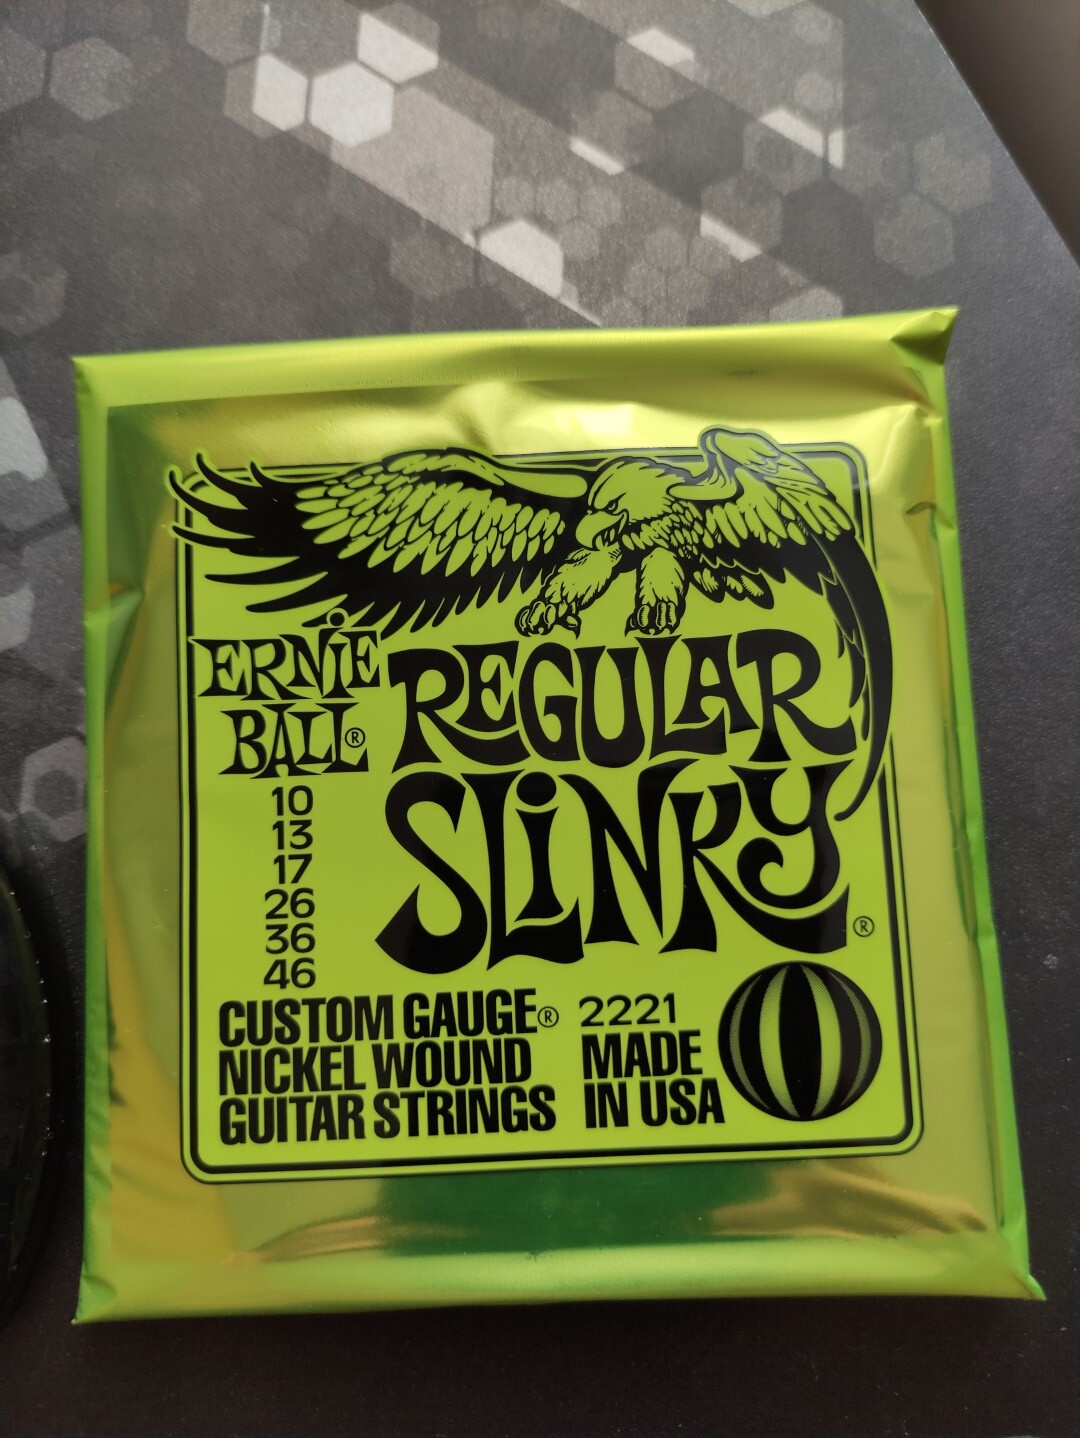 ERNiE
BALL®
REGULAR
SLiNKY®
10
13
17
26
36
46
CUSTOM GAUGE®
NICKEL WOUND
GUITAR STRINGS
2221
MADE
IN USA